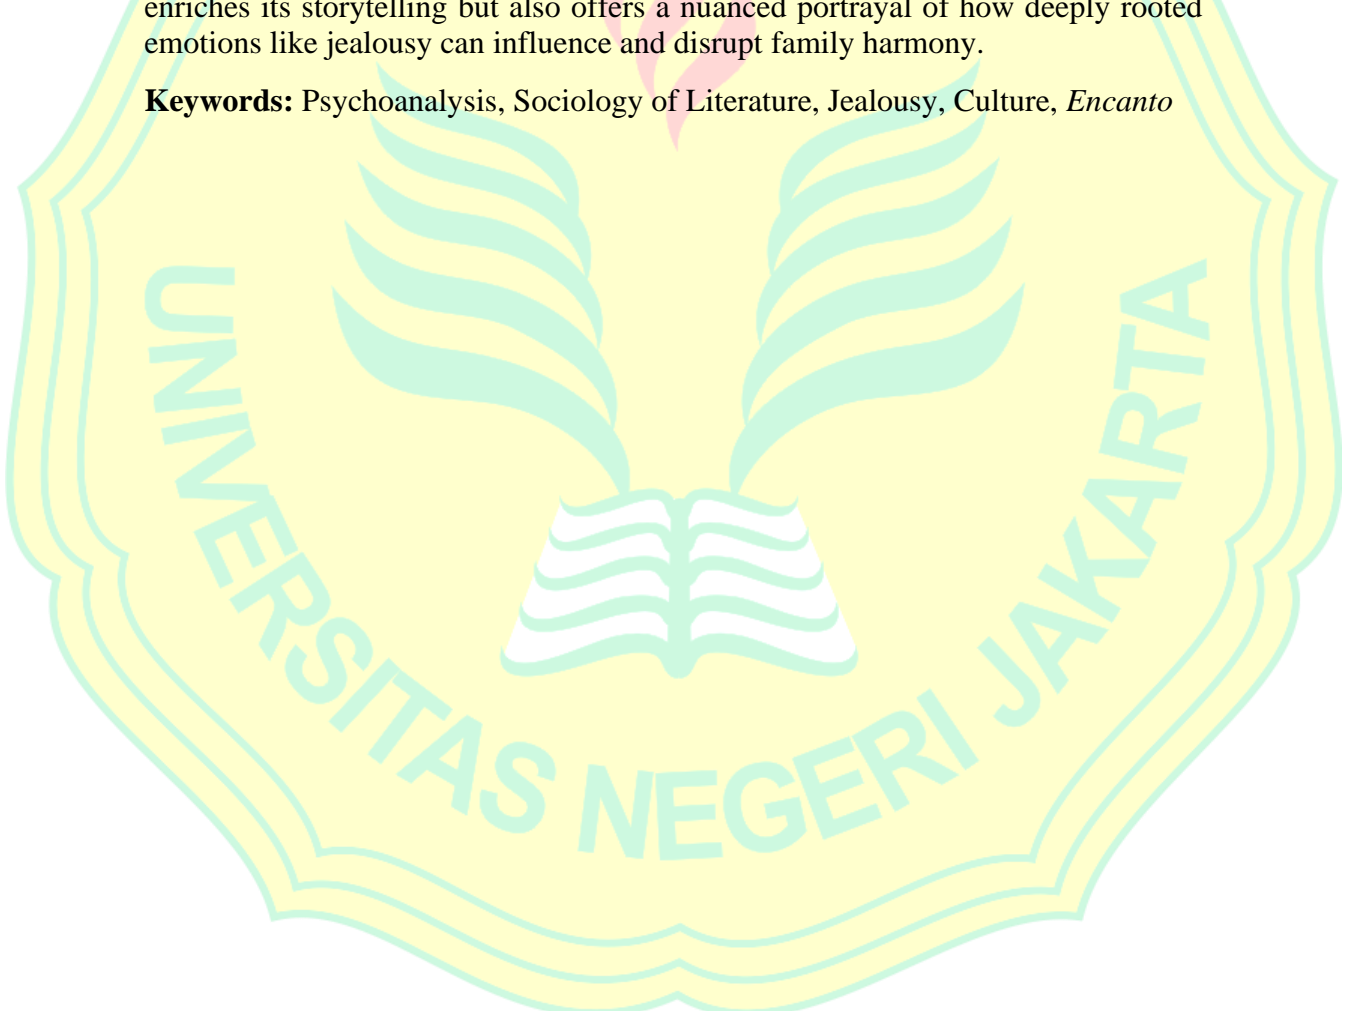 enriches its storytelling but also offers a nuanced portrayal of how deeply rooted
emotions like jealousy can influence and disrupt family harmony.
Keywords: Psychoanalysis, Sociology of Literature, Jealousy, Culture, Encanto
UNIVERSITAS NEGERI JAKARTA